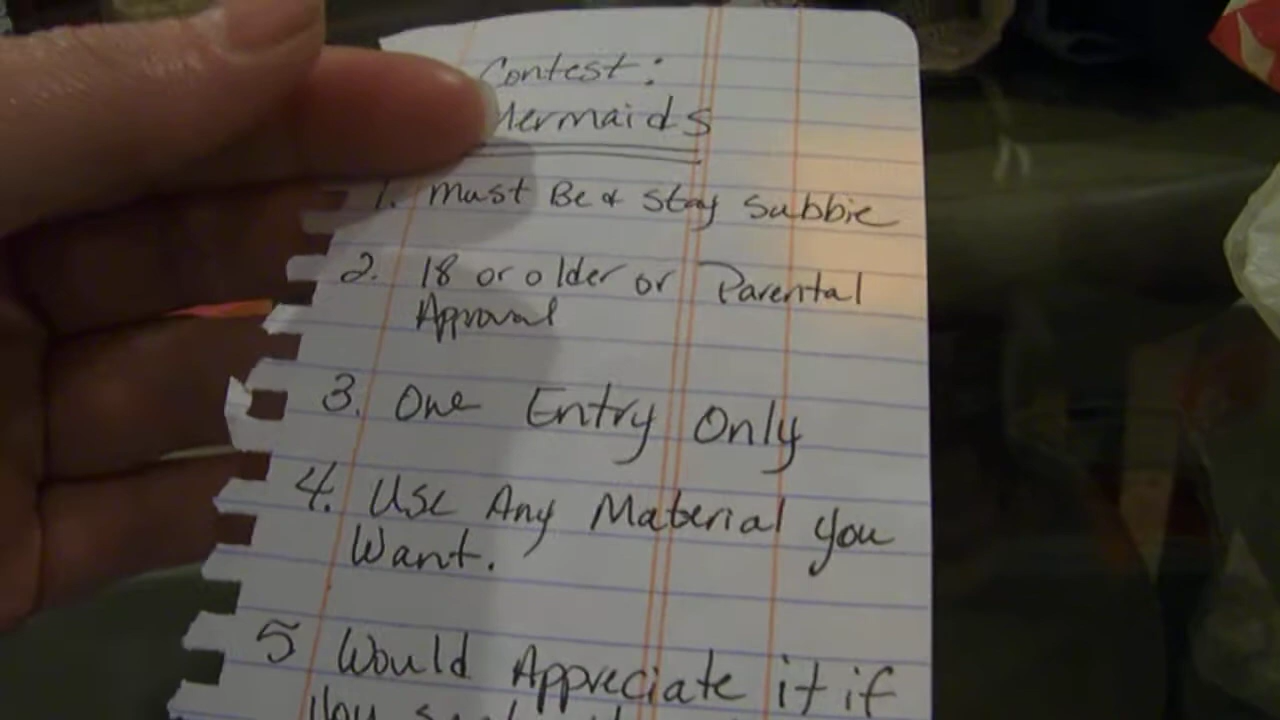 Contest:
Mermaids
1. Must Be & Stay Subbie
2. 18 or older or Parental
Approval
3. One Entry Only
4. Use Any Material you
Want.
5 Would Appreciate it if
you